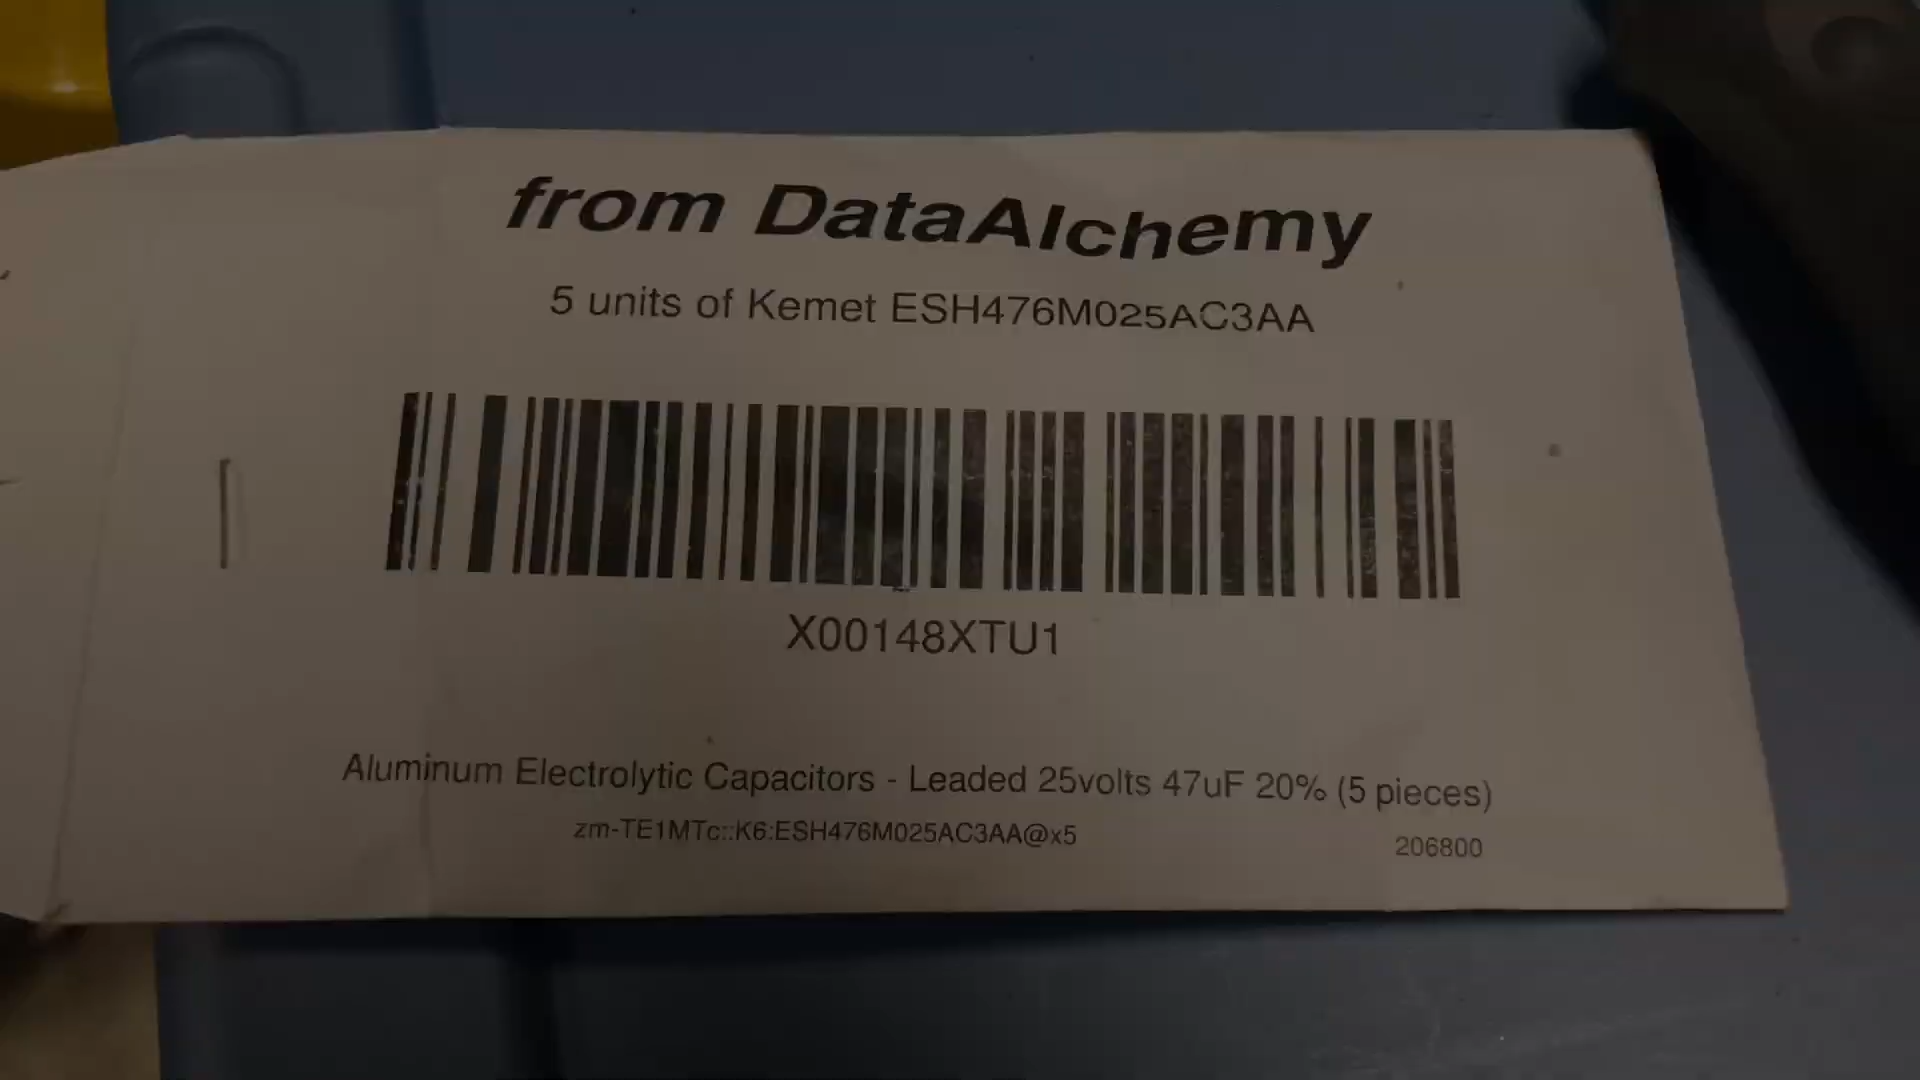 from DataAlchemy
5 units of Kemet ESH476M025AC3AA
X00148XTU1
Aluminum Electrolytic Capacitors - Leaded 25volts 47uF 20% (5 pieces)
zm-TE1MTc::K6:ESH476M025AC3AA@x5
206800